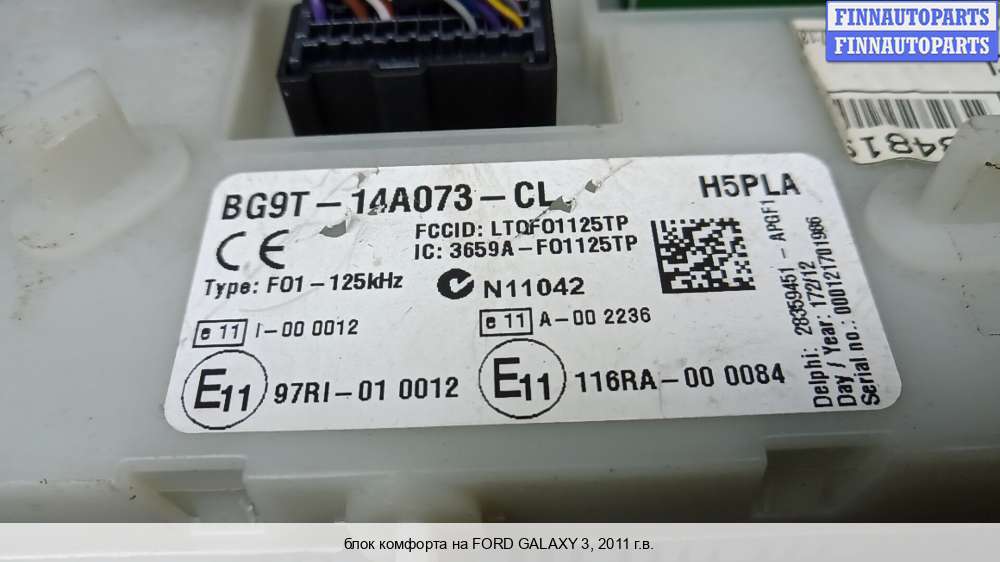 FINNAUTOPARTS
FINNAUTOPARTS
BG9T-14A073-CL
H5PLA
FCCID: LTQFO1125TP
IC: 3659A-FO1125TP
Type: FO1-125kHz
N11042
e 11 I-00 0012
e 11 A-00 2236
E11 97RI-01 0012
E11 116RA-00 0084
Delphi: 28359451 - APGF1
Day / Year: 172/12
Serial no.: 000121701986
блок комфорта на FORD GALAXY 3, 2011 г.в.